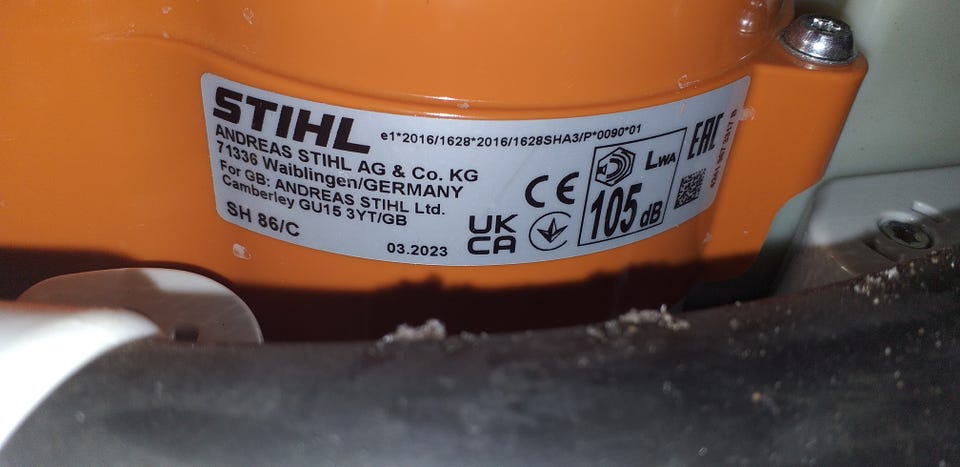 STIHL
e1*2016/1628*2016/1628SHA3/P*0090*01
ANDREAS STIHL AG & Co. KG
71336 Waiblingen/GERMANY
For GB: ANDREAS STIHL Ltd.
Camberley GU15 3YT/GB
SH 86/C
03.2023
CE
UK
CA
LWA
105 dB
EAC